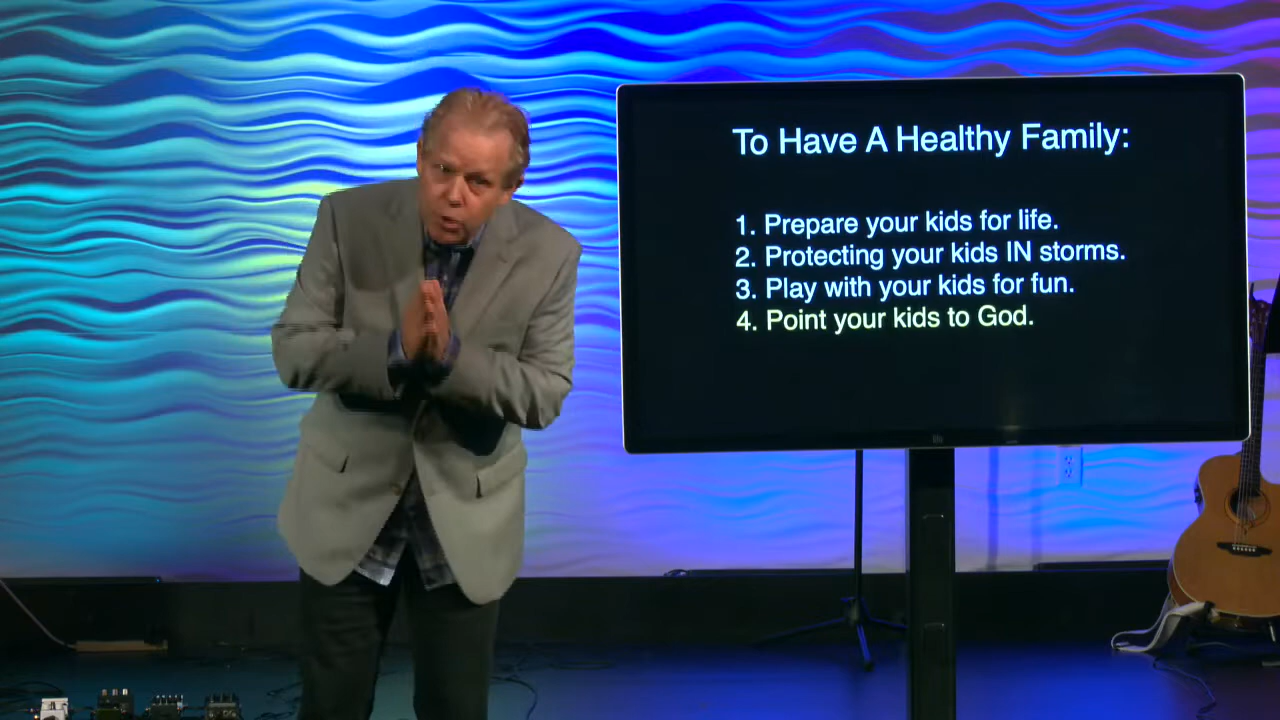 To Have A Healthy Family:
1. Prepare your kids for life.
2. Protecting your kids IN storms.
3. Play with your kids for fun.
4. Point your kids to God.